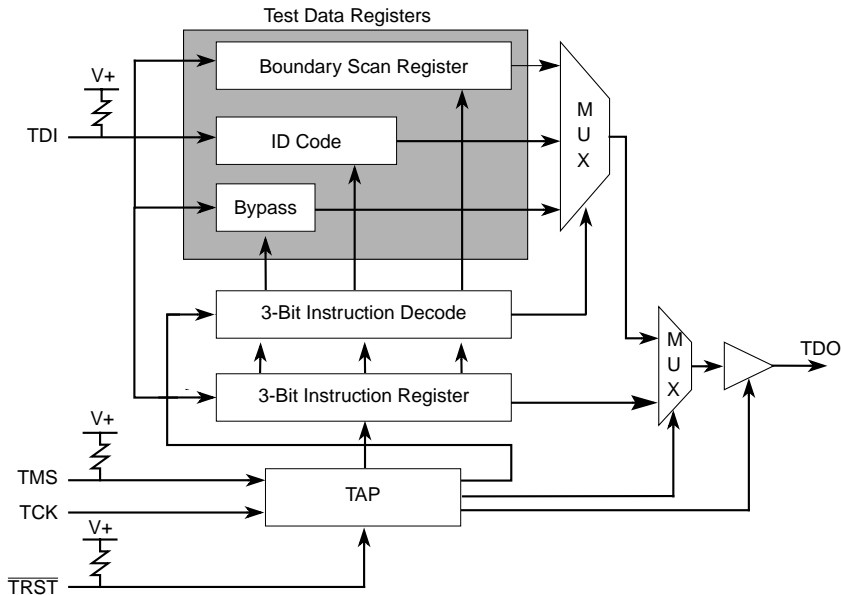 Test Data Registers
Boundary Scan Register
V+
TDI
ID Code
M
U
X
Bypass
3-Bit Instruction Decode
M
U
X
TDO
3-Bit Instruction Register
V+
TMS
TAP
TCK
V+
TRST